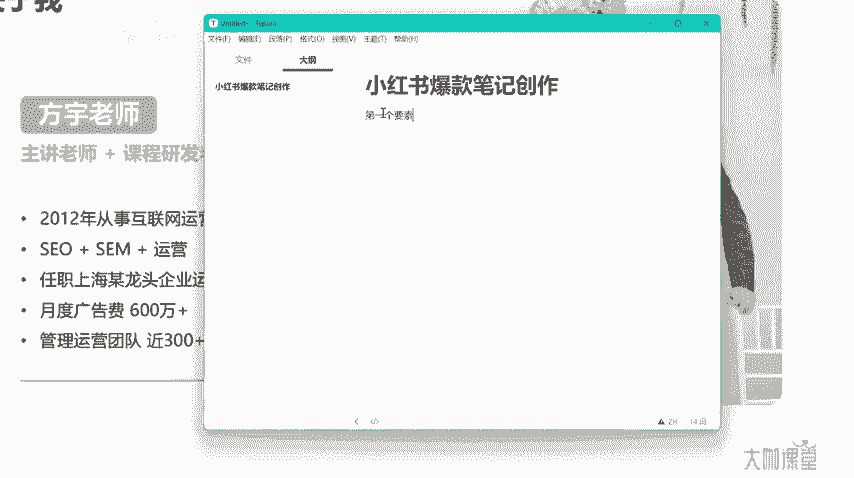 于我
方宇老师
主讲老师 + 课程研发
2012年从事互联网运营
SEO + SEM + 运营
任职上海某龙头企业运
月度广告费 600万+
管理运营团队 近300+
Untitled - Typora
文件(F) 编辑(E) 段落(P) 格式(O) 视图(V) 主题(T) 帮助(H)
文件 大纲
小红书爆款笔记创作
小红书爆款笔记创作
第一个要素
ZH 14 词
大咖课堂